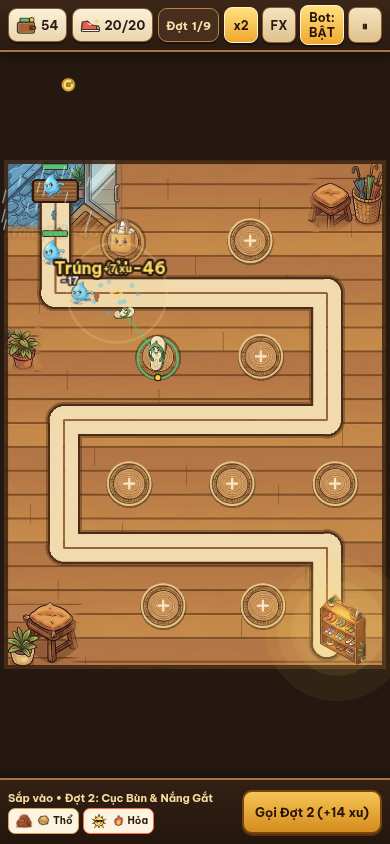 54
20/20
Đợt 1/9
x2
FX
Bot:
BẬT
-46
-17
Sắp vào • Đợt 2: Cục Bùn & Nắng Gắt
Thổ
Hỏa
Gọi Đợt 2 (+14 xu)